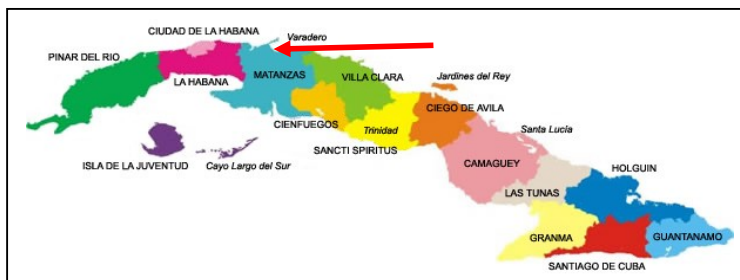 CIUDAD DE LA HABANA
Varadero
PINAR DEL RIO
LA HABANA
MATANZAS
VILLA CLARA
Jardines del Rey
CIEGO DE AVILA
CIENFUEGOS
Trinidad
Santa Lucía
SANCTI SPIRITUS
ISLA DE LA JUVENTUD
Cayo Largo del Sur
CAMAGUEY
HOLGUIN
LAS TUNAS
GRANMA
GUANTANAMO
SANTIAGO DE CUBA